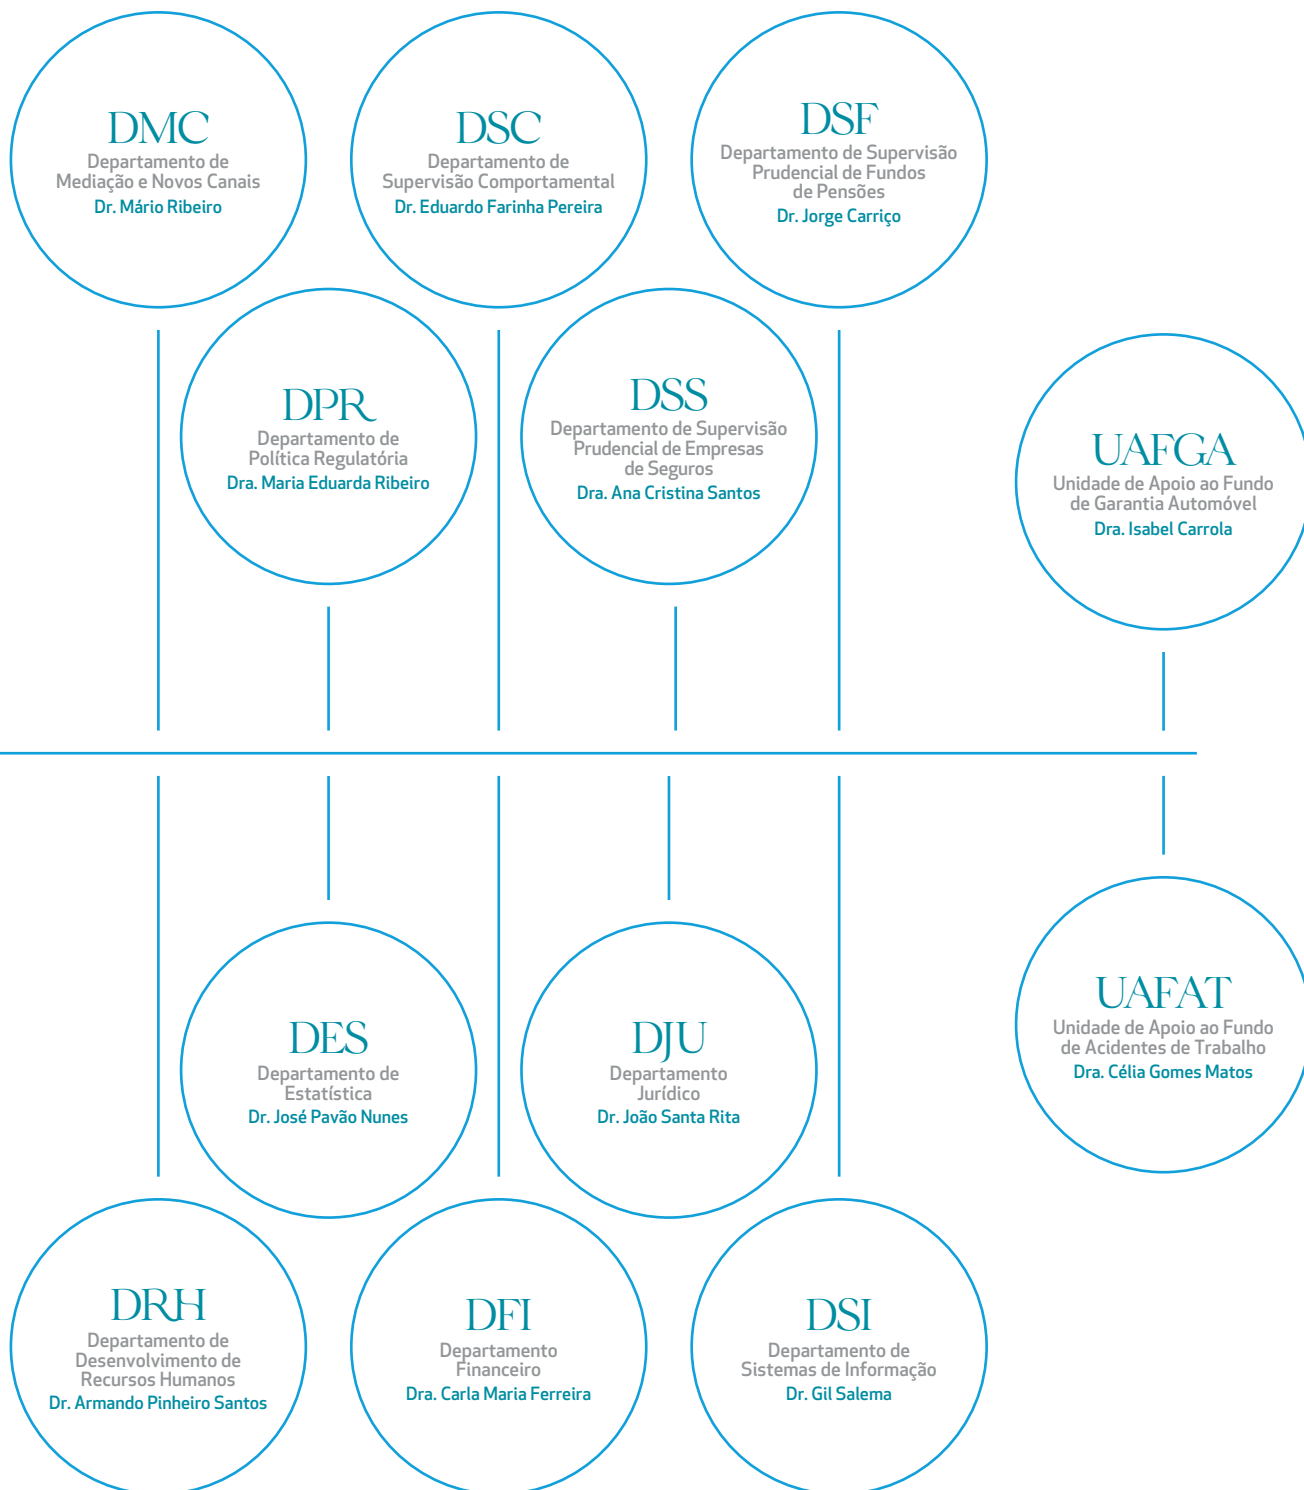 DMC
Departamento de
Mediação e Novos Canais
Dr. Mário Ribeiro
DSC
Departamento de
Supervisão Comportamental
Dr. Eduardo Farinha Pereira
DSF
Departamento de Supervisão
Prudencial de Fundos
de Pensões
Dr. Jorge Carriço
DPR
Departamento de
Política Regulatória
Dra. Maria Eduarda Ribeiro
DSS
Departamento de Supervisão
Prudencial de Empresas
de Seguros
Dra. Ana Cristina Santos
UAFGA
Unidade de Apoio ao Fundo
de Garantia Automóvel
Dra. Isabel Carrola
DES
Departamento de
Estatística
Dr. José Pavão Nunes
DJU
Departamento
Jurídico
Dr. João Santa Rita
UAFAT
Unidade de Apoio ao Fundo
de Acidentes de Trabalho
Dra. Célia Gomes Matos
DRH
Departamento de
Desenvolvimento de
Recursos Humanos
Dr. Armando Pinheiro Santos
DFI
Departamento
Financeiro
Dra. Carla Maria Ferreira
DSI
Departamento de
Sistemas de Informação
Dr. Gil Salema